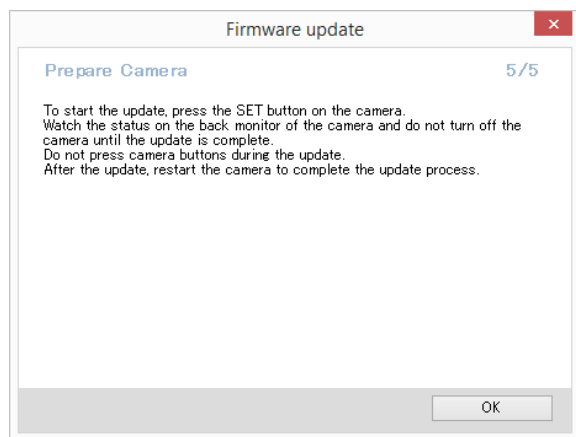 Firmware update
Prepare Camera 5/5
To start the update, press the SET button on the camera.
Watch the status on the back monitor of the camera and do not turn off the
camera until the update is complete.
Do not press camera buttons during the update.
After the update, restart the camera to complete the update process.
OK